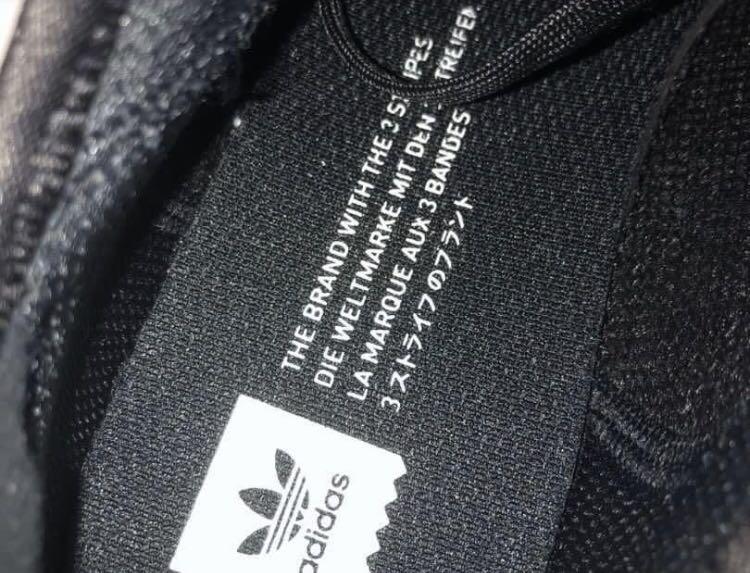 THE BRAND WITH THE 3
DIE WELTMARKE MIT DEN
LA MARQUE AUX 3 BANDES
3 ストライフのブランド
adidas